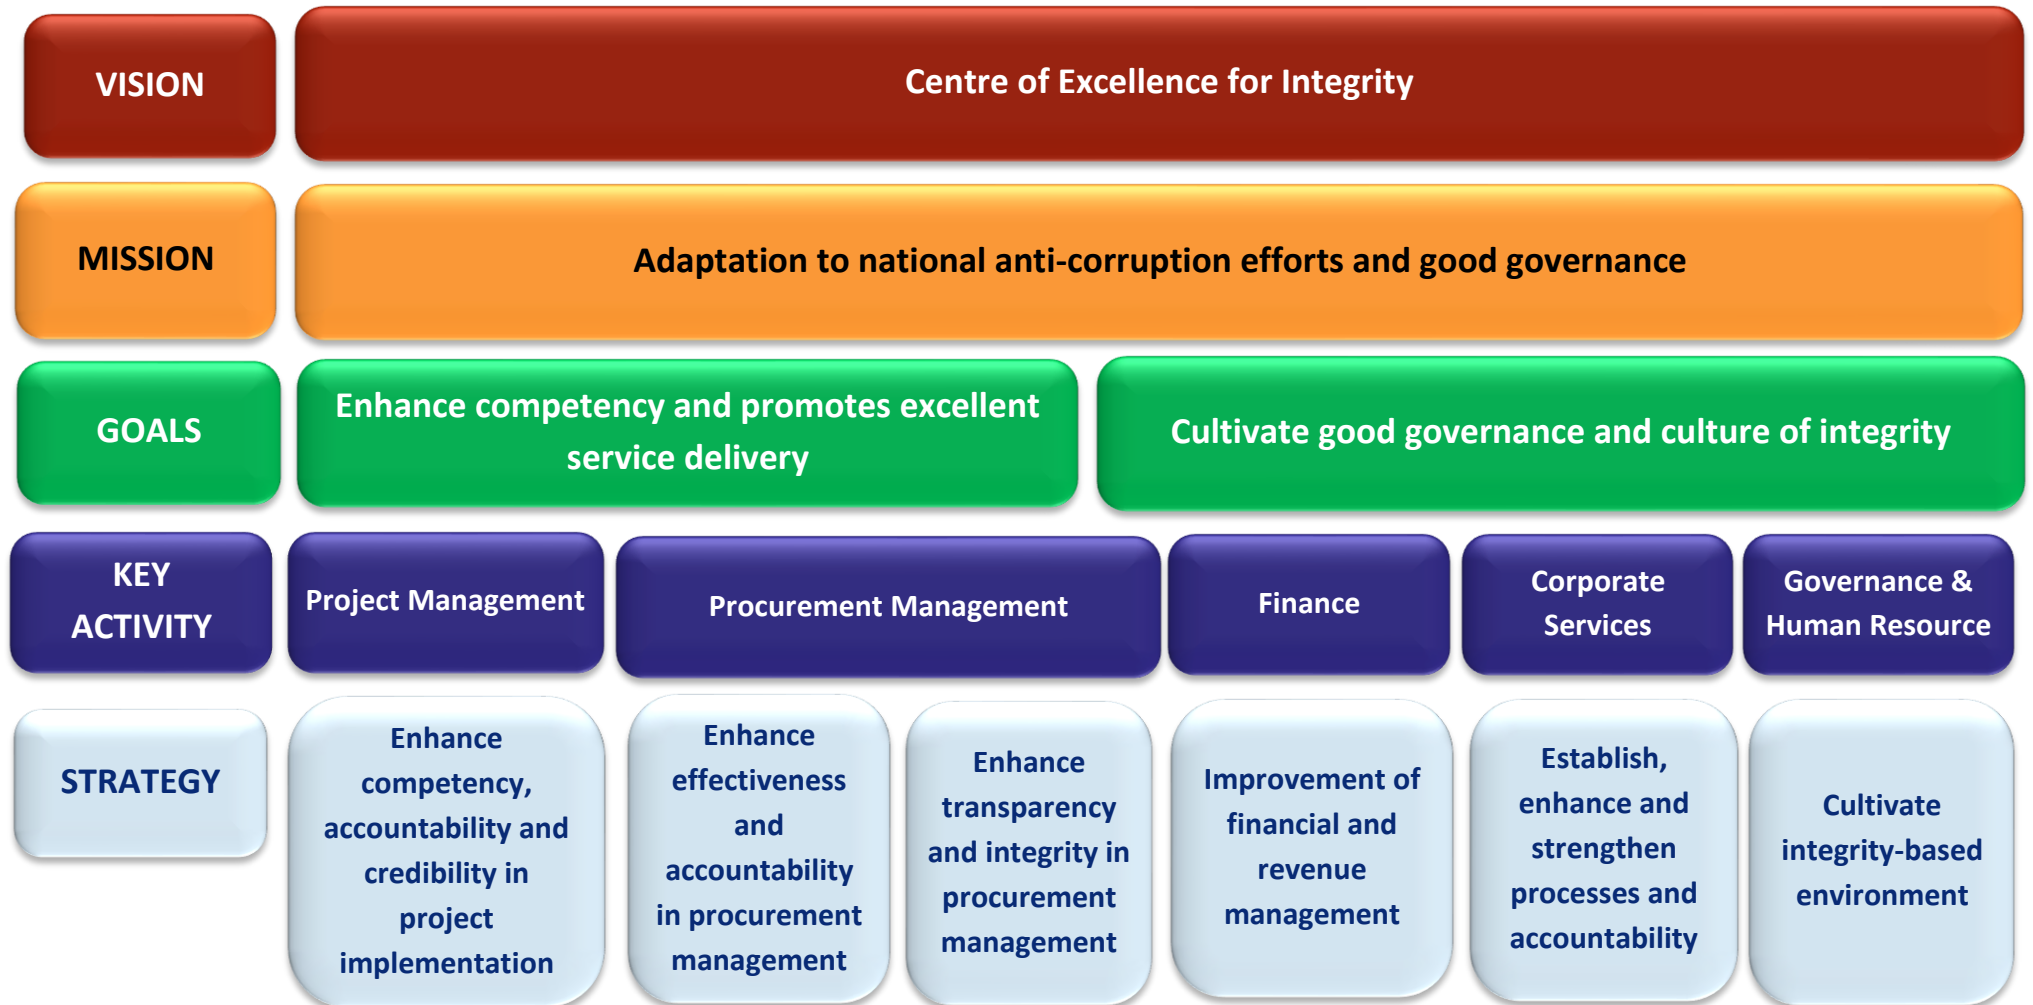 VISION
Centre of Excellence for Integrity
MISSION
Adaptation to national anti-corruption efforts and good governance
GOALS
Enhance competency and promotes excellent
service delivery
Cultivate good governance and culture of integrity
KEY
ACTIVITY
Project Management
Procurement Management
Finance
Corporate
Services
Governance &
Human Resource
STRATEGY
Enhance
competency,
accountability and
credibility in
project
implementation
Enhance
effectiveness
and
accountability
in procurement
management
Enhance
transparency
and integrity in
procurement
management
Improvement of
financial and
revenue
management
Establish,
enhance and
strengthen
processes and
accountability
Cultivate
integrity-based
environment